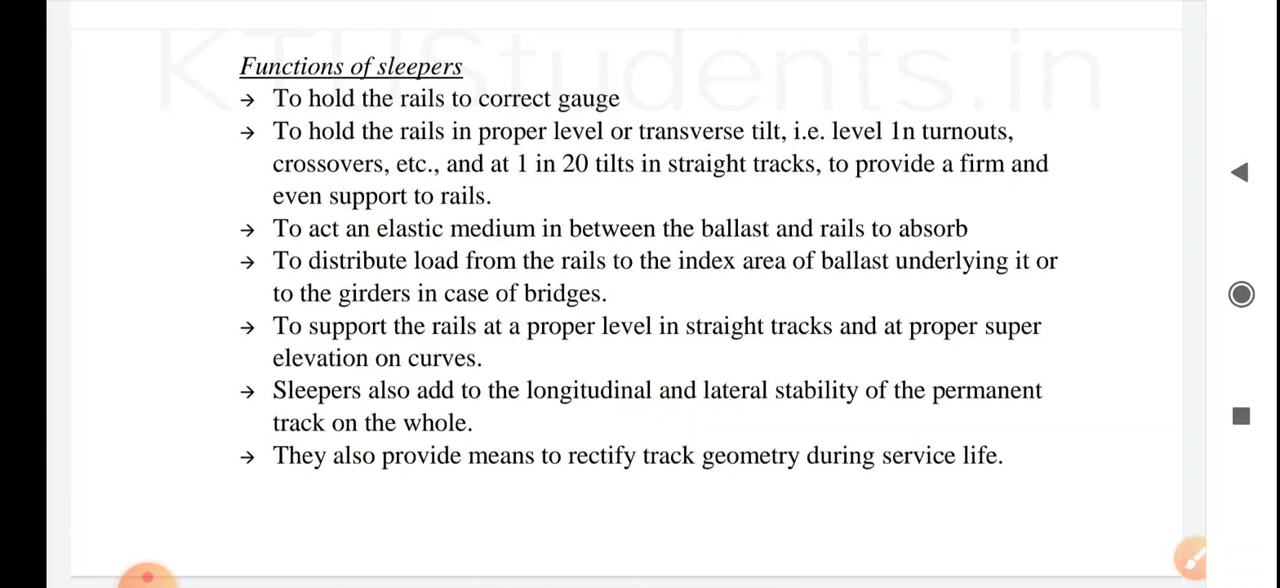 KTUStudents.in
Functions of sleepers
→ To hold the rails to correct gauge
→ To hold the rails in proper level or transverse tilt, i.e. level 1n turnouts,
crossovers, etc., and at 1 in 20 tilts in straight tracks, to provide a firm and
even support to rails.
→ To act an elastic medium in between the ballast and rails to absorb
→ To distribute load from the rails to the index area of ballast underlying it or
to the girders in case of bridges.
→ To support the rails at a proper level in straight tracks and at proper super
elevation on curves.
→ Sleepers also add to the longitudinal and lateral stability of the permanent
track on the whole.
→ They also provide means to rectify track geometry during service life.